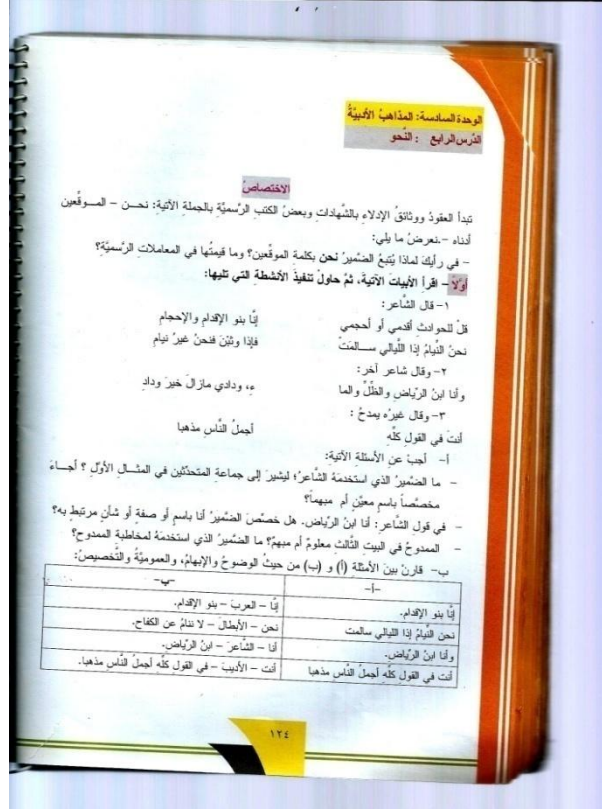 الوحدة السادسة: المذاهبُ الأدبيَّةُ
الدّرس الرابع : النَّحو
الاختصاصُ
تبدأ العقودُ ووثائقُ الإدلاءِ بالشَّهاداتِ وبعضُ الكتبِ الرَّسميَّةِ بالجملة الآتية: نحــن – المــوقِّعين
أدناه –.نعرضُ ما يلي:
– في رأيكَ لماذا يُتبعُ الضَّميرُ نحن بكلمةِ الموقِّعين؟ وما قيمتُها في المعاملاتِ الرَّسميَّة؟
أوّلاً – اقرأ الأبيات الآتية، ثمَّ حاولْ تنفيذَ الأنشطةِ التي تليها:
١– قال الشَّاعر:
قلْ للحوادثِ أقدمي أو أحجمي إنَّا بنو الإقدام والإحجام
نحنُ النِّيامُ إذا اللَّيالي ســالمَتْ فإذا وثبْنَ فنحنُ غيرُ نيام
٢– وقال شاعر آخر:
وأنا ابنُ الرّياضِ والظّلِّ والما ءِ، ودادي مازالَ خيرَ ودادِ
٣– وقال غيرُه يمدحُ :
أنتَ في القول كلِّه أجملُ النَّاسِ مذهبا
أ– أجبْ عنِ الأسئلةِ الآتيةِ:
– ما الضَّميرُ الذي استخدمَهُ الشَّاعرُ؛ ليشيرَ إلى جماعةِ المتحدِّثين في المثــالِ الأوّلِ ؟ أجــاءَ
مخصَّصاً باسمٍ معيَّنٍ أم مبهماً؟
– في قول الشَّاعرِ: أنا ابنُ الرِّياضِ. هل خصّصَ الضَّميرُ أنا باسمٍ أو صفةٍ أو شأنٍ مرتبطٍ به؟
– الممدوحُ في البيتِ الثَّالثِ معلومٌ أم مبهمٌ؟ ما الضَّميرُ الذي استخدمَهُ لمخاطبةِ الممدوحِ؟
ب– قارنْ بينَ الأمثلةِ (أ) و (ب) من حيثُ الوضوحُ والإبهامُ، والعموميَّةُ والتَّخصيصُ:
–أ– –ب–
إنَّا بنو الإقدام. إنَّا – العربَ – بنو الإقدام.
نحن النِّيامُ إذا الليالي سالمت نحن – الأبطالَ – لا ننامُ عن الكفاح.
وأنا ابنُ الرِّياض. أنا – الشَّاعرَ – ابنُ الرِّياض.
أنت في القول كلِّه أجملُ النَّاسِ مذهبا أنت – الأديبَ – في القولِ كلِّه أجملُ النَّاسِ مذهبا.
١٢٤